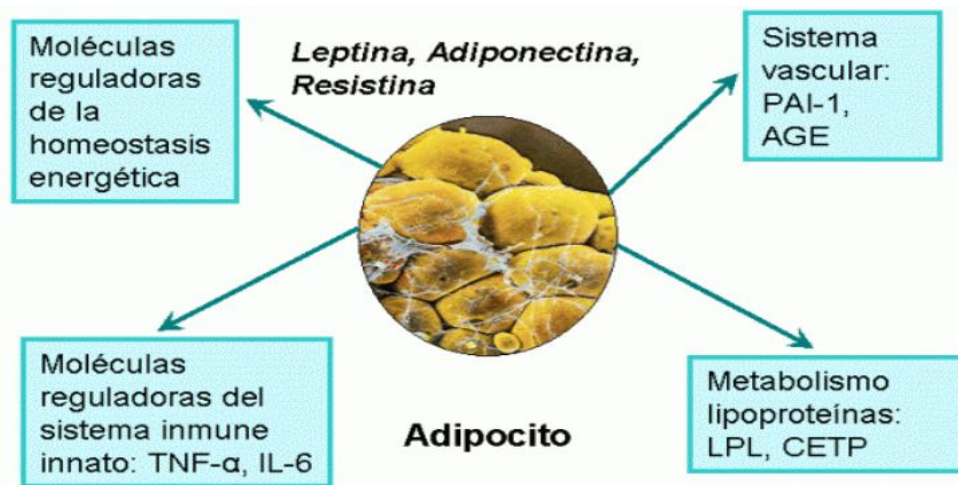 Moléculas
reguladoras
de la
homeostasis
energética
Leptina, Adiponectina,
Resistina
Sistema
vascular:
PAI-1,
AGE
Moléculas
reguladoras del
sistema inmune
innato: TNF-α, IL-6
Adipocito
Metabolismo
lipoproteínas:
LPL, CETP